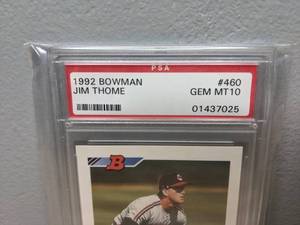 PSA
1992 BOWMAN #460
JIM THOME GEM MT10
01437025
B